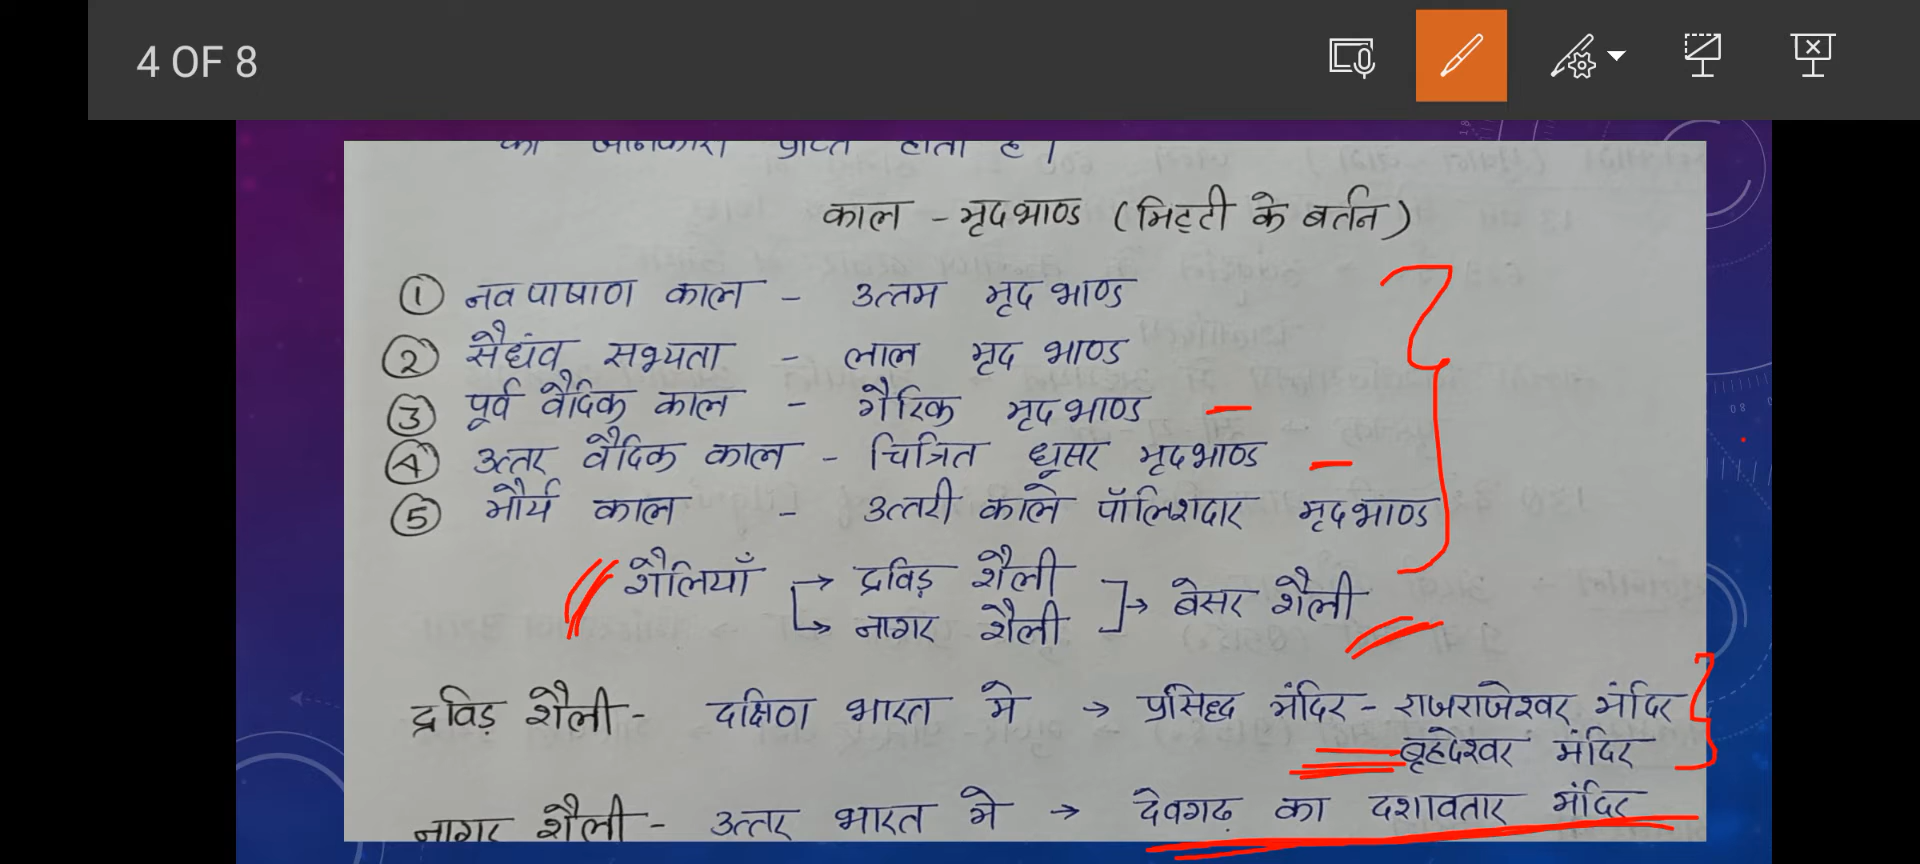 4 OF 8
का जानकारी प्राप्त होता है।
काल - मृदभाण्ड (मिट्टी के बर्तन)
① नव पाषाण काल - उत्तम मृद भाण्ड
② सैधंव सभ्यता - लाल मृद भाण्ड
③ पूर्व वैदिक काल - गैरिक मृदभाण्ड
④ उत्तर वैदिक काल - चित्रित धूसर मृदभाण्ड
⑤ मौर्य काल - उत्तरी काले पॉलिशदार मृदभाण्ड
शैलियाँ → द्रविड़ शैली
→ नागर शैली → बेसर शैली
द्रविड़ शैली - दक्षिण भारत मे → प्रसिद्ध मंदिर - राजराजेश्वर मंदिर
बृहदेश्वर मंदिर
नागर शैली - उत्तर भारत मे → देवगढ़ का दशावतार मंदिर